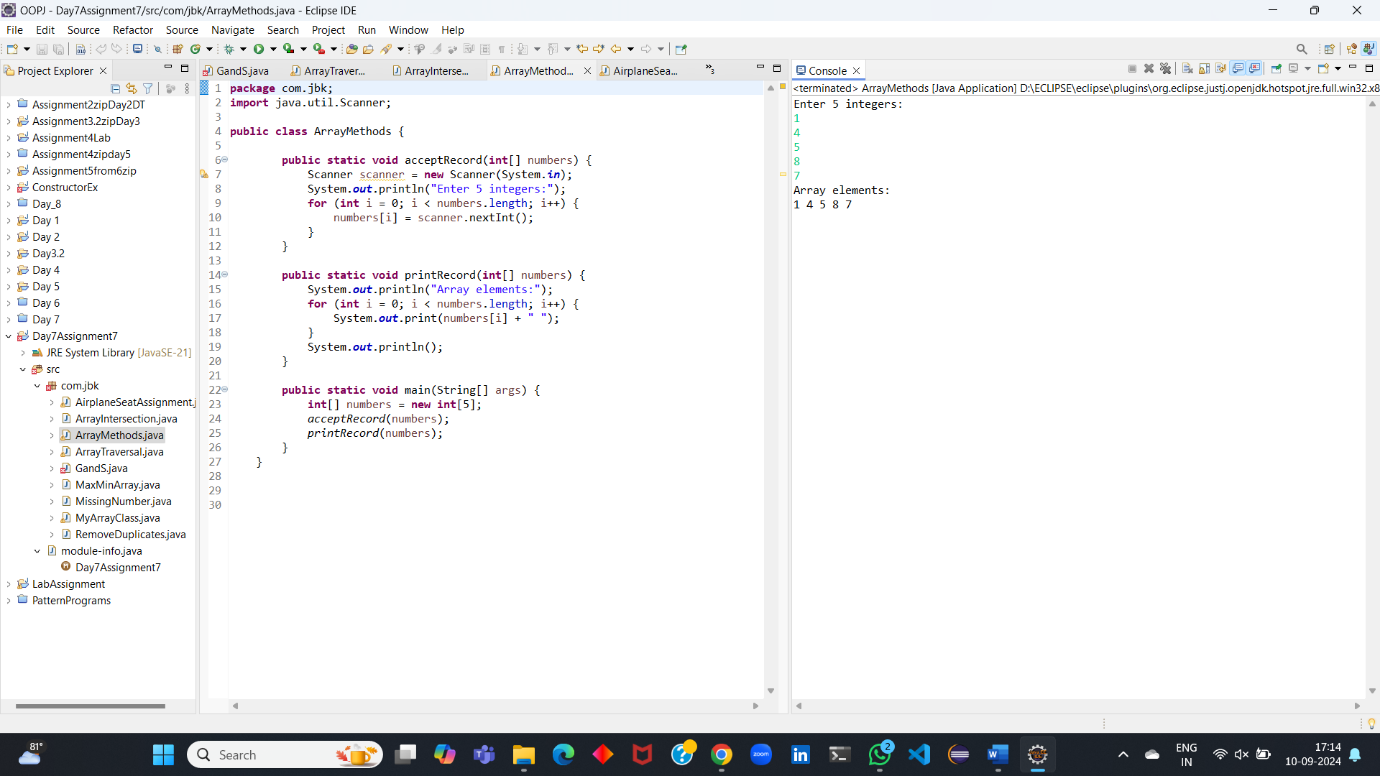 OOPJ - Day7Assignment7/src/com/jbk/ArrayMethods.java - Eclipse IDE
File Edit Source Refactor Source Navigate Search Project Run Window Help
Project Explorer
GandS.java
ArrayTraver...
ArrayInterse...
ArrayMethod...
AirplaneSea...
»3
Console
Assignment2zipDay2DT
Assignment3.2zipDay3
Assignment4Lab
Assignment4zipday5
Assignment5from6zip
ConstructorEx
Day_8
Day 1
Day 2
Day3.2
Day 4
Day 5
Day 6
Day 7
Day7Assignment7
JRE System Library [JavaSE-21]
src
com.jbk
AirplaneSeatAssignment.j
ArrayIntersection.java
ArrayMethods.java
ArrayTraversal.java
GandS.java
MaxMinArray.java
MissingNumber.java
MyArrayClass.java
RemoveDuplicates.java
module-info.java
Day7Assignment7
LabAssignment
PatternPrograms
1 package com.jbk;
2 import java.util.Scanner;
3
4 public class ArrayMethods {
5
6 public static void acceptRecord(int[] numbers) {
7 Scanner scanner = new Scanner(System.in);
8 System.out.println("Enter 5 integers:");
9 for (int i = 0; i < numbers.length; i++) {
10 numbers[i] = scanner.nextInt();
11 }
12 }
13
14 public static void printRecord(int[] numbers) {
15 System.out.println("Array elements:");
16 for (int i = 0; i < numbers.length; i++) {
17 System.out.print(numbers[i] + " ");
18 }
19 System.out.println();
20 }
21
22 public static void main(String[] args) {
23 int[] numbers = new int[5];
24 acceptRecord(numbers);
25 printRecord(numbers);
26 }
27 }
28
29
30
<terminated> ArrayMethods [Java Application] D:\ECLIPSE\eclipse\plugins\org.eclipse.justj.openjdk.hotspot.jre.full.win32.x8
Enter 5 integers:
1
4
5
8
7
Array elements:
1 4 5 8 7
81°
Search
zoom
2
ENG
IN
17:14
10-09-2024